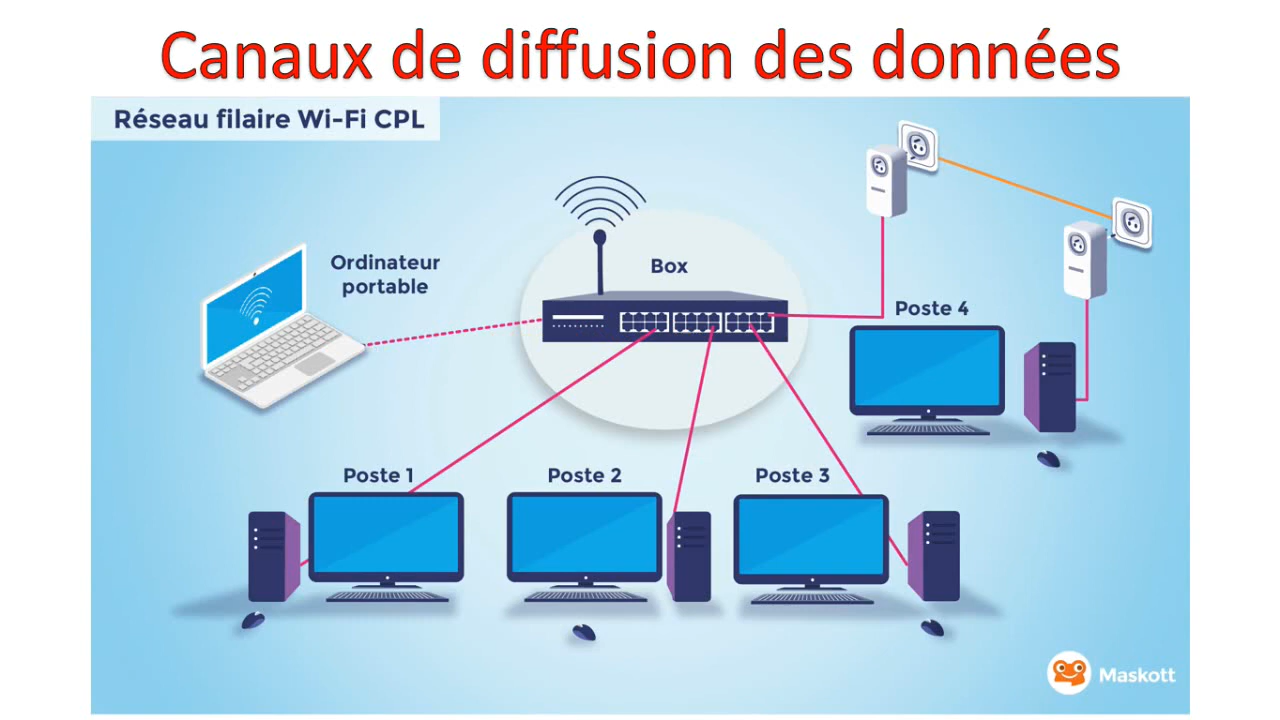 Canaux de diffusion des données
Réseau filaire Wi-Fi CPL
Ordinateur
portable
Box
Poste 4
Poste 1
Poste 2
Poste 3
Maskott